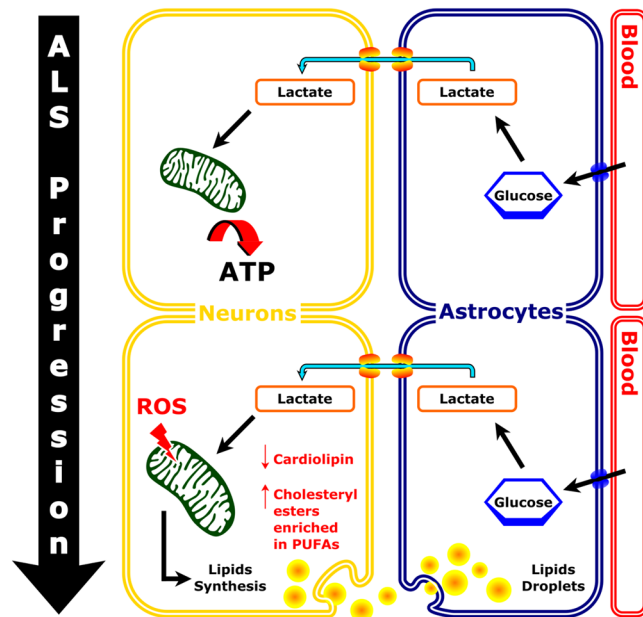 ALS Progression
Blood
Lactate
Lactate
Glucose
ATP
Neurons
Astrocytes
Blood
Lactate
Lactate
ROS
Cardiolipin
Cholesteryl
esters
enriched
in PUFAs
Glucose
Lipids
Synthesis
Lipids
Droplets